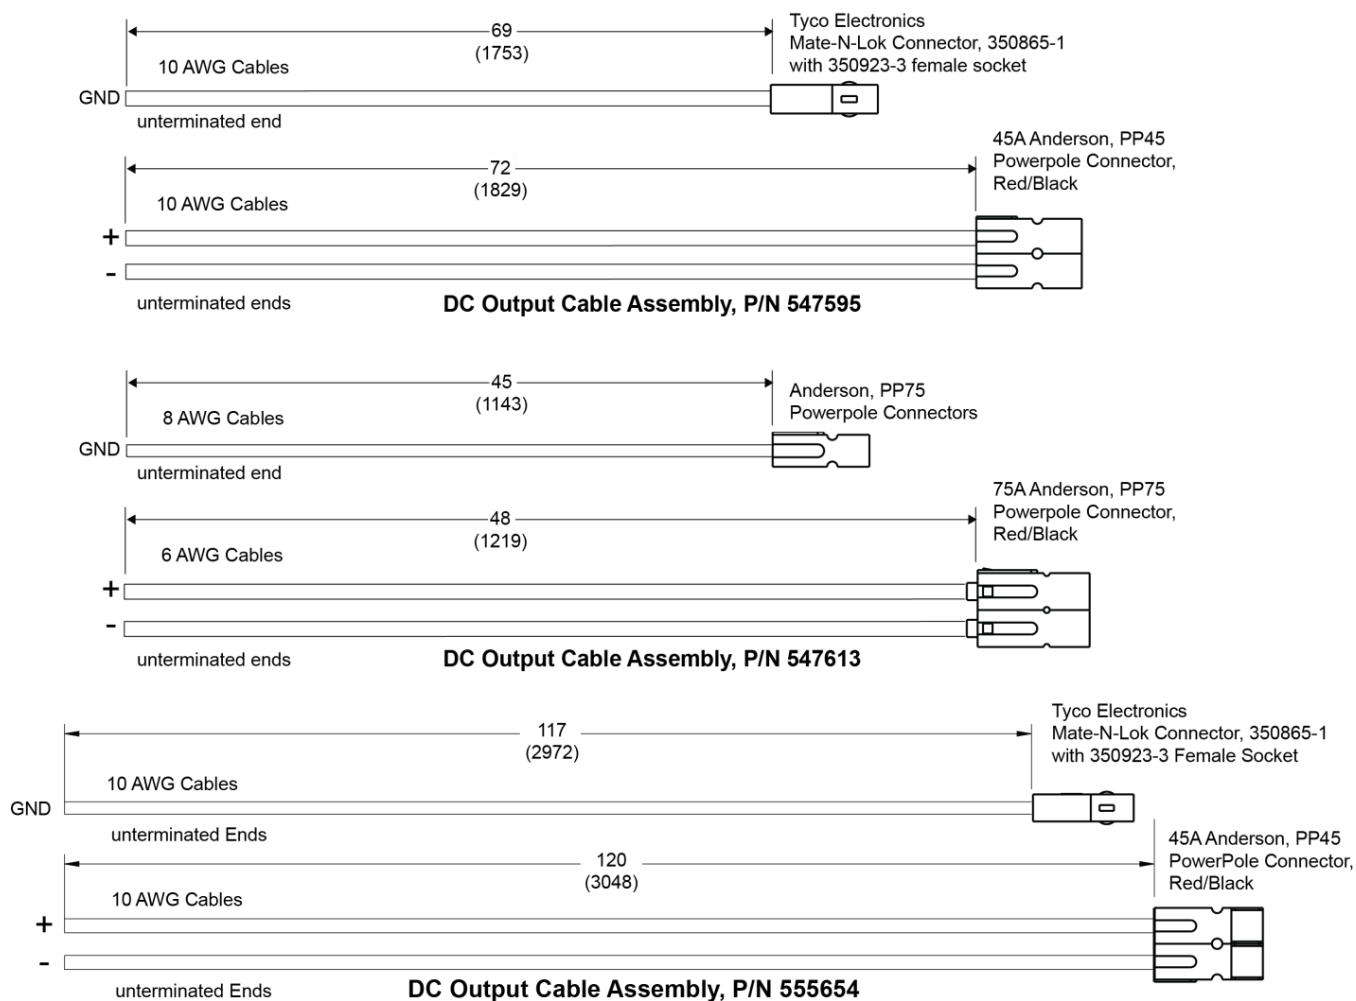 69
(1753)
Tyco Electronics
Mate-N-Lok Connector, 350865-1
with 350923-3 female socket
10 AWG Cables
GND
unterminated end
72
(1829)
45A Anderson, PP45
Powerpole Connector,
Red/Black
10 AWG Cables
+
-
unterminated ends
DC Output Cable Assembly, P/N 547595
45
(1143)
Anderson, PP75
Powerpole Connectors
8 AWG Cables
GND
unterminated end
48
(1219)
75A Anderson, PP75
Powerpole Connector,
Red/Black
6 AWG Cables
+
-
unterminated ends
DC Output Cable Assembly, P/N 547613
117
(2972)
Tyco Electronics
Mate-N-Lok Connector, 350865-1
with 350923-3 Female Socket
10 AWG Cables
GND
unterminated Ends
120
(3048)
45A Anderson, PP45
PowerPole Connector,
Red/Black
10 AWG Cables
+
-
unterminated Ends
DC Output Cable Assembly, P/N 555654